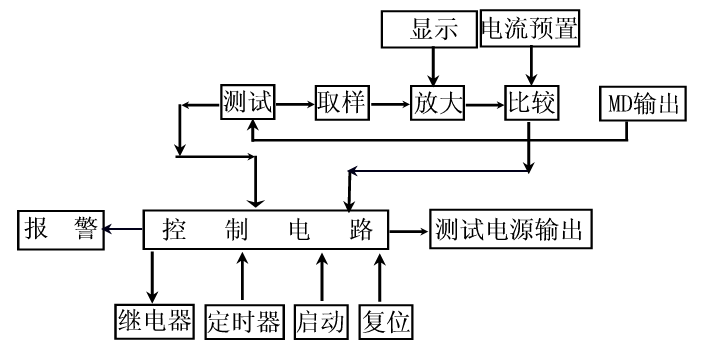 显示
电流预置
测试
取样
放大
比较
MD输出
报 警
控 制 电 路
测试电源输出
继电器
定时器
启动
复位